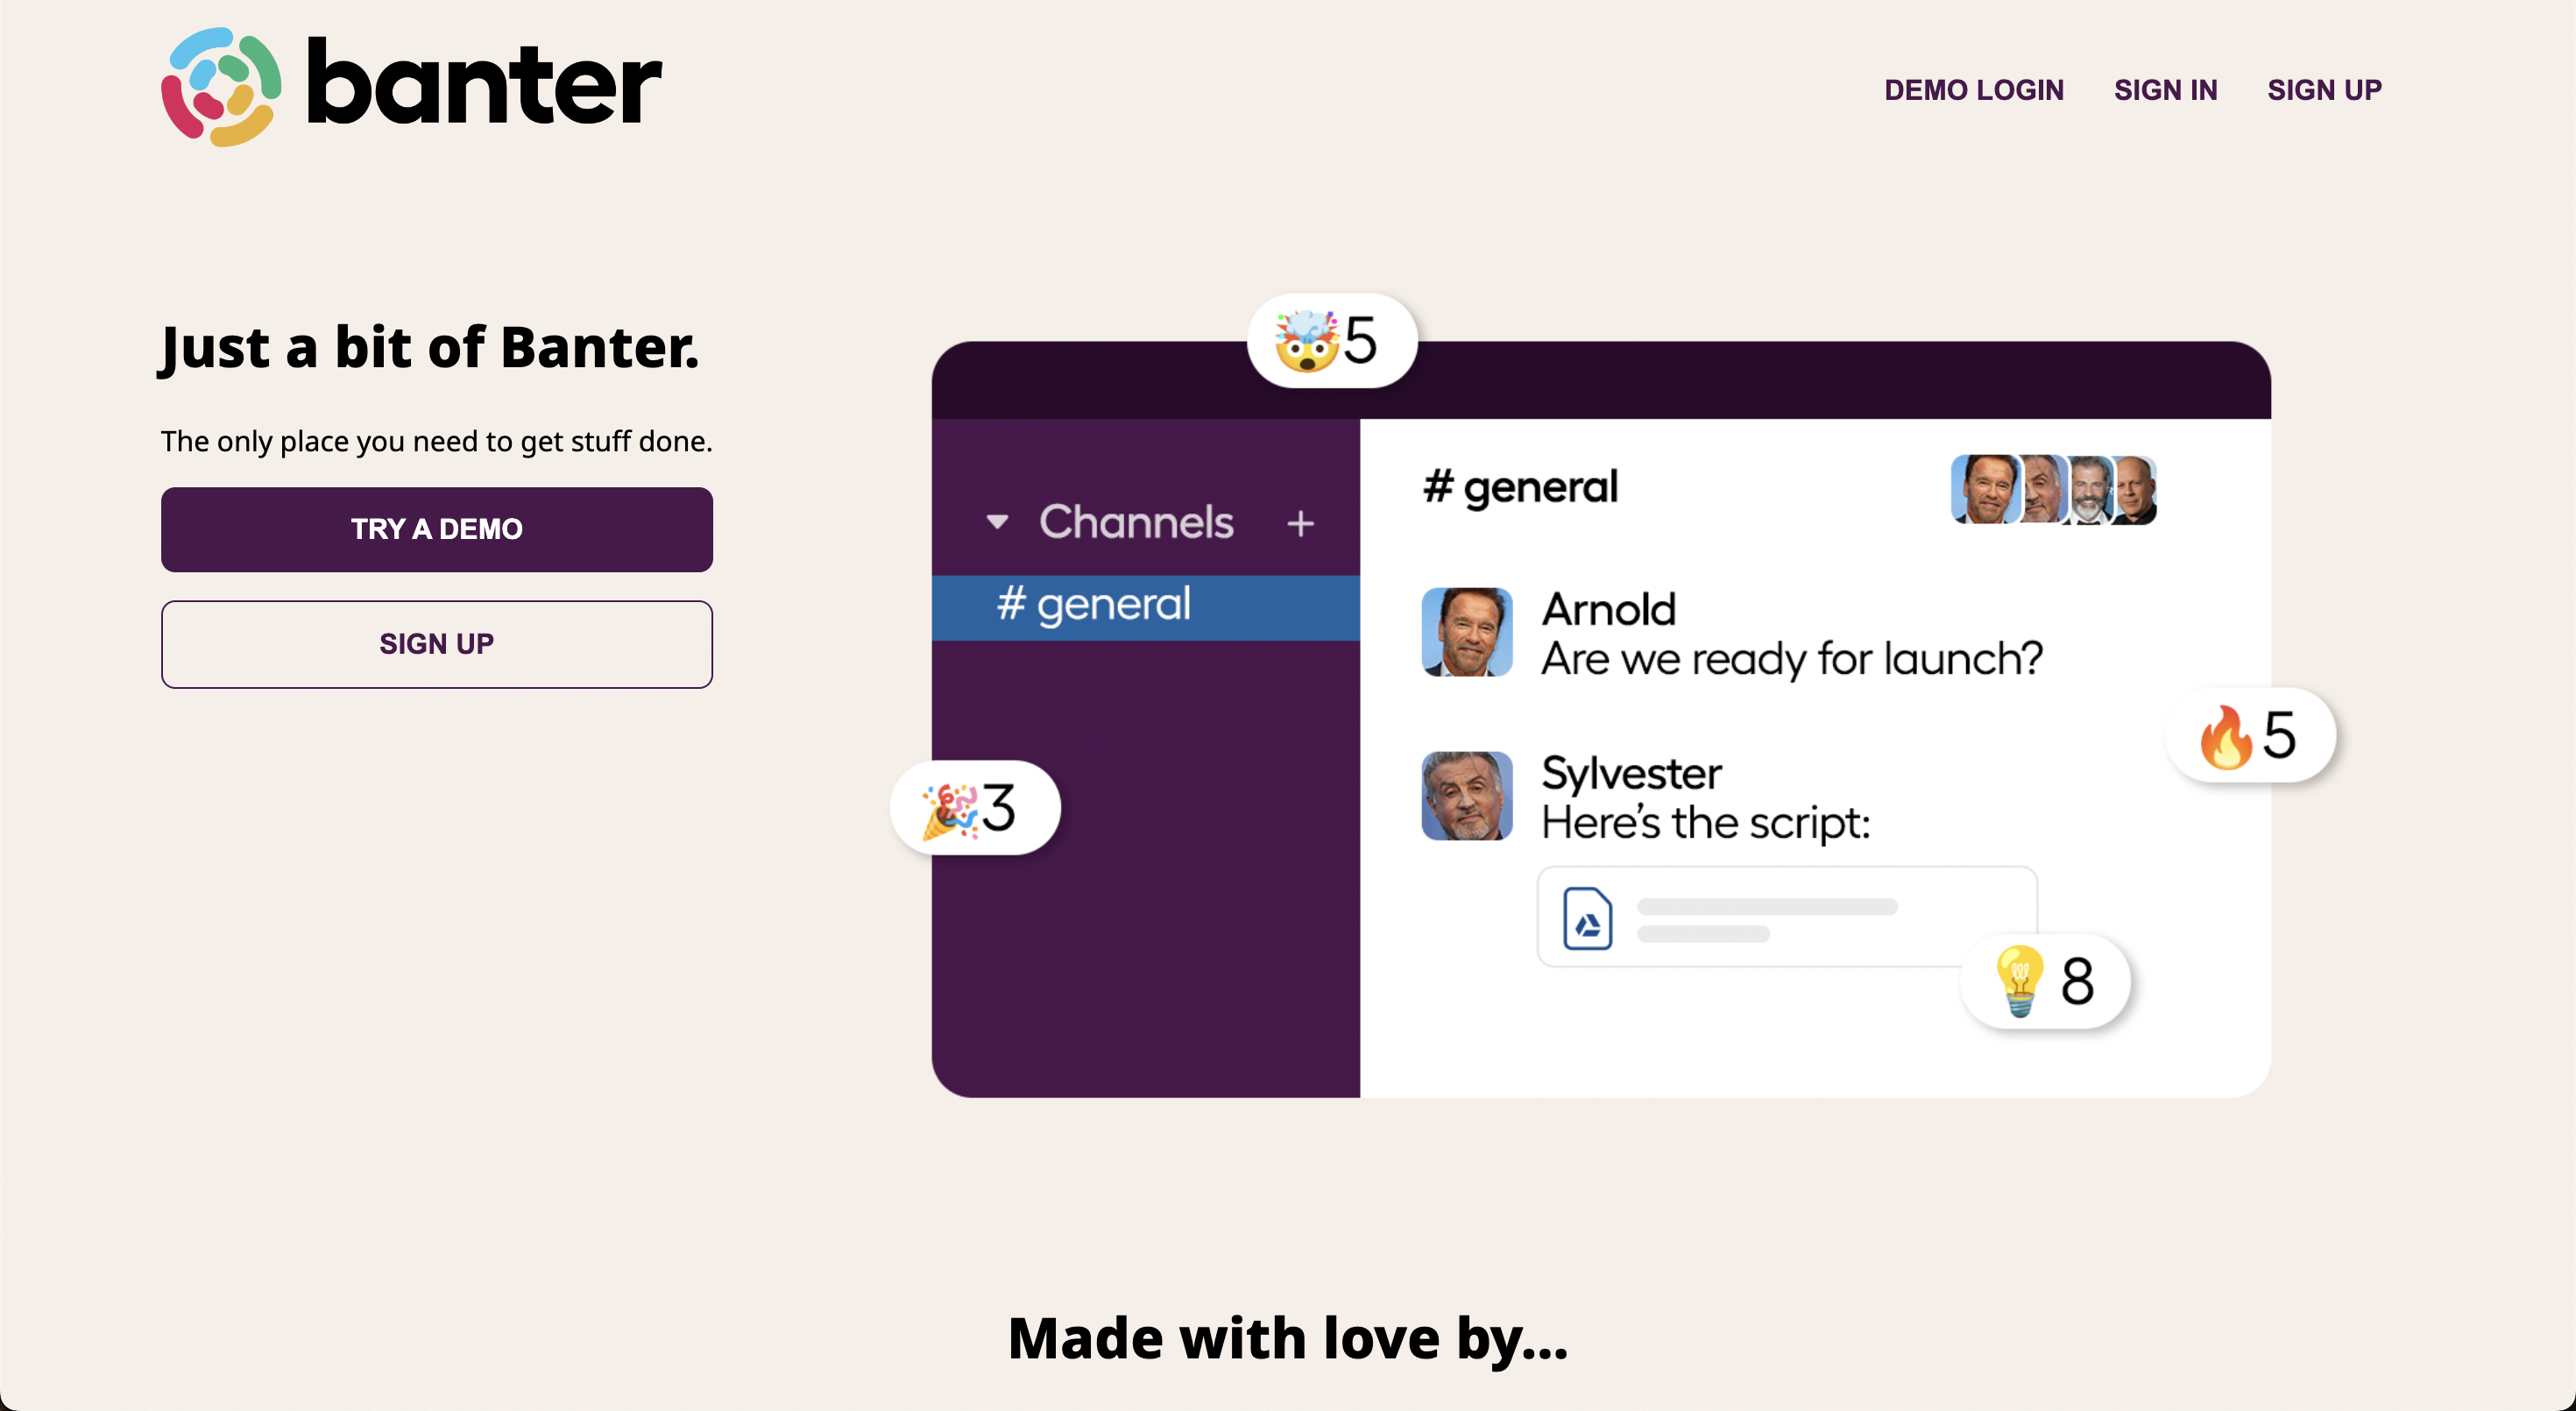 banter
DEMO LOGIN
SIGN IN
SIGN UP
Just a bit of Banter.
The only place you need to get stuff done.
TRY A DEMO
SIGN UP
🤯5
Channels +
# general
# general
Arnold
Are we ready for launch?
🔥5
Sylvester
Here’s the script:
🎉3
💡8
Made with love by...